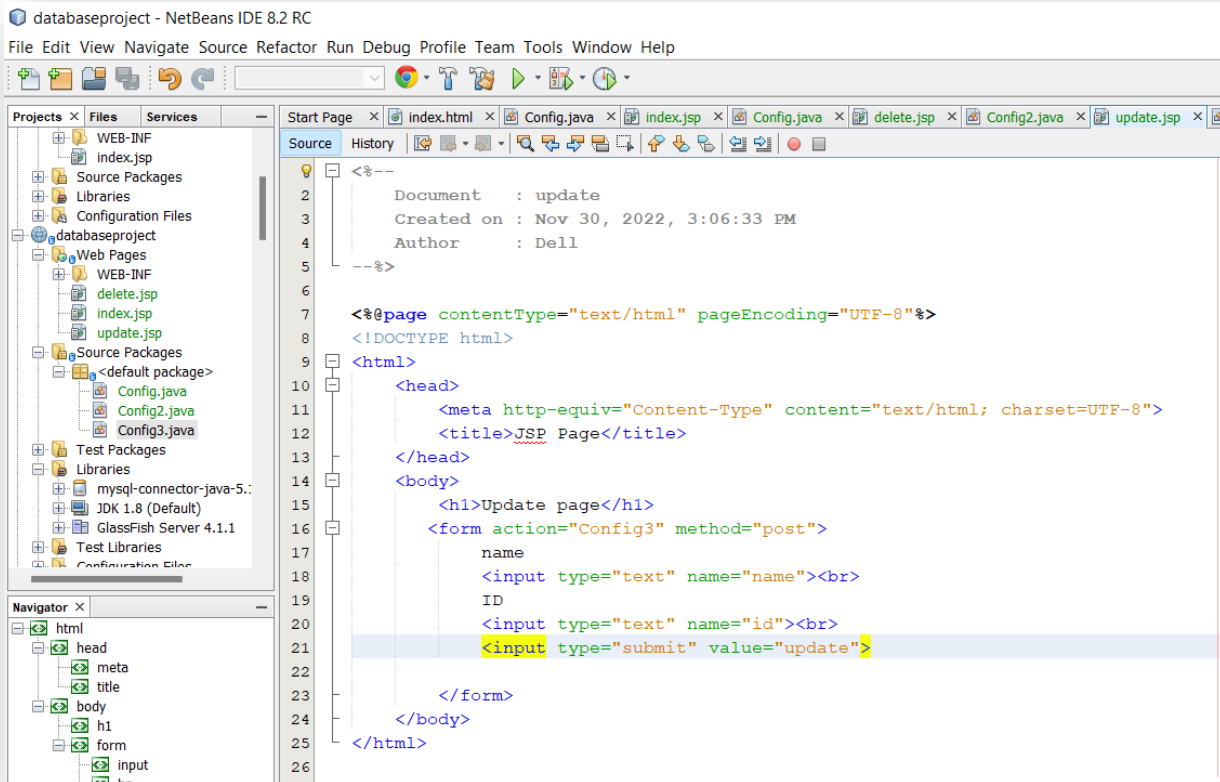 databaseproject - NetBeans IDE 8.2 RC
File Edit View Navigate Source Refactor Run Debug Profile Team Tools Window Help
Projects Files Services
WEB-INF
index.jsp
Source Packages
Libraries
Configuration Files
databaseproject
Web Pages
WEB-INF
delete.jsp
index.jsp
update.jsp
Source Packages
<default package>
Config.java
Config2.java
Config3.java
Test Packages
Libraries
mysql-connector-java-5.
JDK 1.8 (Default)
GlassFish Server 4.1.1
Test Libraries
Configuration Files
Navigator
html
head
meta
title
body
h1
form
input
Start Page index.html Config.java index.jsp Config.java delete.jsp Config2.java update.jsp
Source History
<%--
2 Document : update
3 Created on : Nov 30, 2022, 3:06:33 PM
4 Author : Dell
5 --%>
6
7 <%@page contentType="text/html" pageEncoding="UTF-8"%>
8 <!DOCTYPE html>
9 <html>
10 <head>
11 <meta http-equiv="Content-Type" content="text/html; charset=UTF-8">
12 <title>JSP Page</title>
13 </head>
14 <body>
15 <h1>Update page</h1>
16 <form action="Config3" method="post">
17 name
18 <input type="text" name="name"><br>
19 ID
20 <input type="text" name="id"><br>
21 <input type="submit" value="update">
22
23 </form>
24 </body>
25 </html>
26